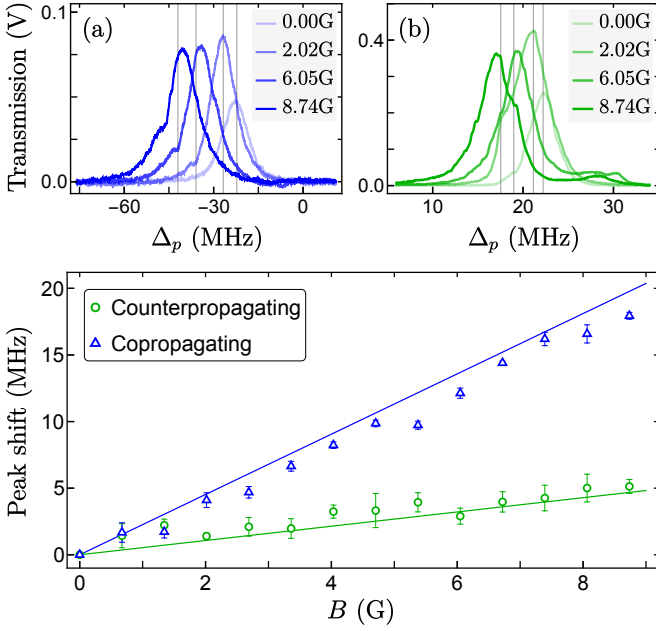 (a)
0.00G
2.02G
6.05G
8.74G
Transmission (V)
0.1
0.0
−60
−30
0
Δp (MHz)
(b)
0.00G
2.02G
6.05G
8.74G
0.4
0.0
10
20
30
Δp (MHz)
Counterpropagating
Copropagating
Peak shift (MHz)
20
15
10
5
0
0
2
4
6
8
B (G)